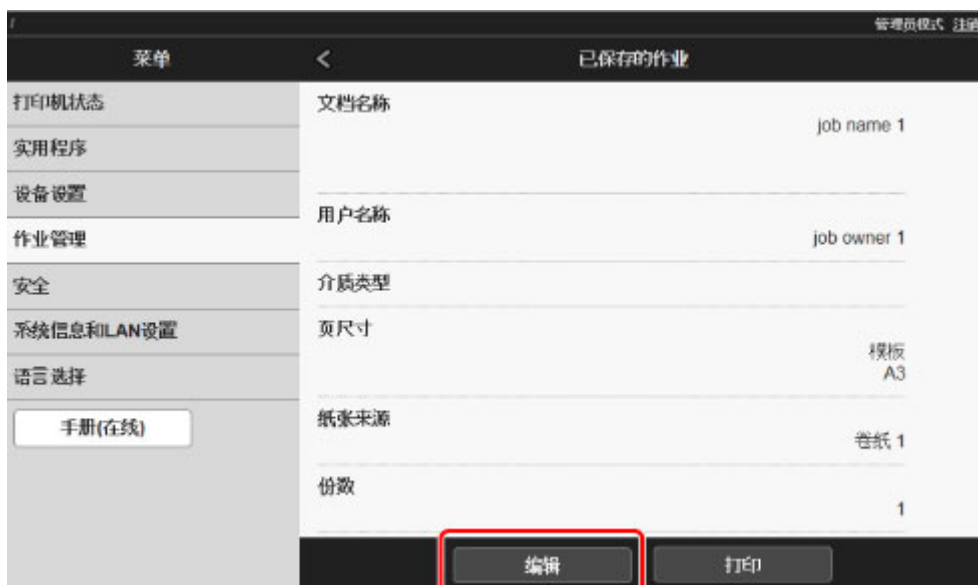 管理员模式 注销
菜单
已保存的作业
打印机状态
实用程序
设备设置
作业管理
安全
系统信息和LAN设置
语言选择
手册(在线)
文档名称
job name 1
用户名称
job owner 1
介质类型
页尺寸
模板
A3
纸张来源
卷纸 1
份数
1
编辑
打印